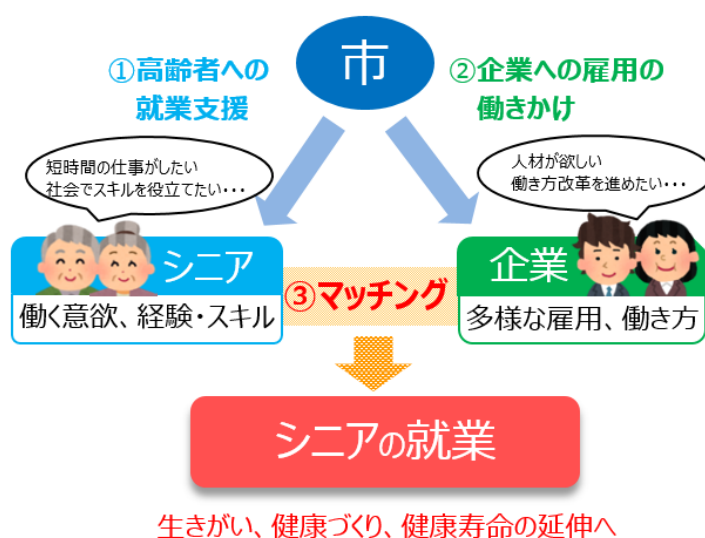 市
①高齢者への
就業支援
②企業への雇用の
働きかけ
短時間の仕事がしたい
社会でスキルを役立てたい・・・
人材が欲しい
働き方改革を進めたい・・・
シニア
働く意欲、経験・スキル
③マッチング
企業
多様な雇用、働き方
シニアの就業
生きがい、健康づくり、健康寿命の延伸へ